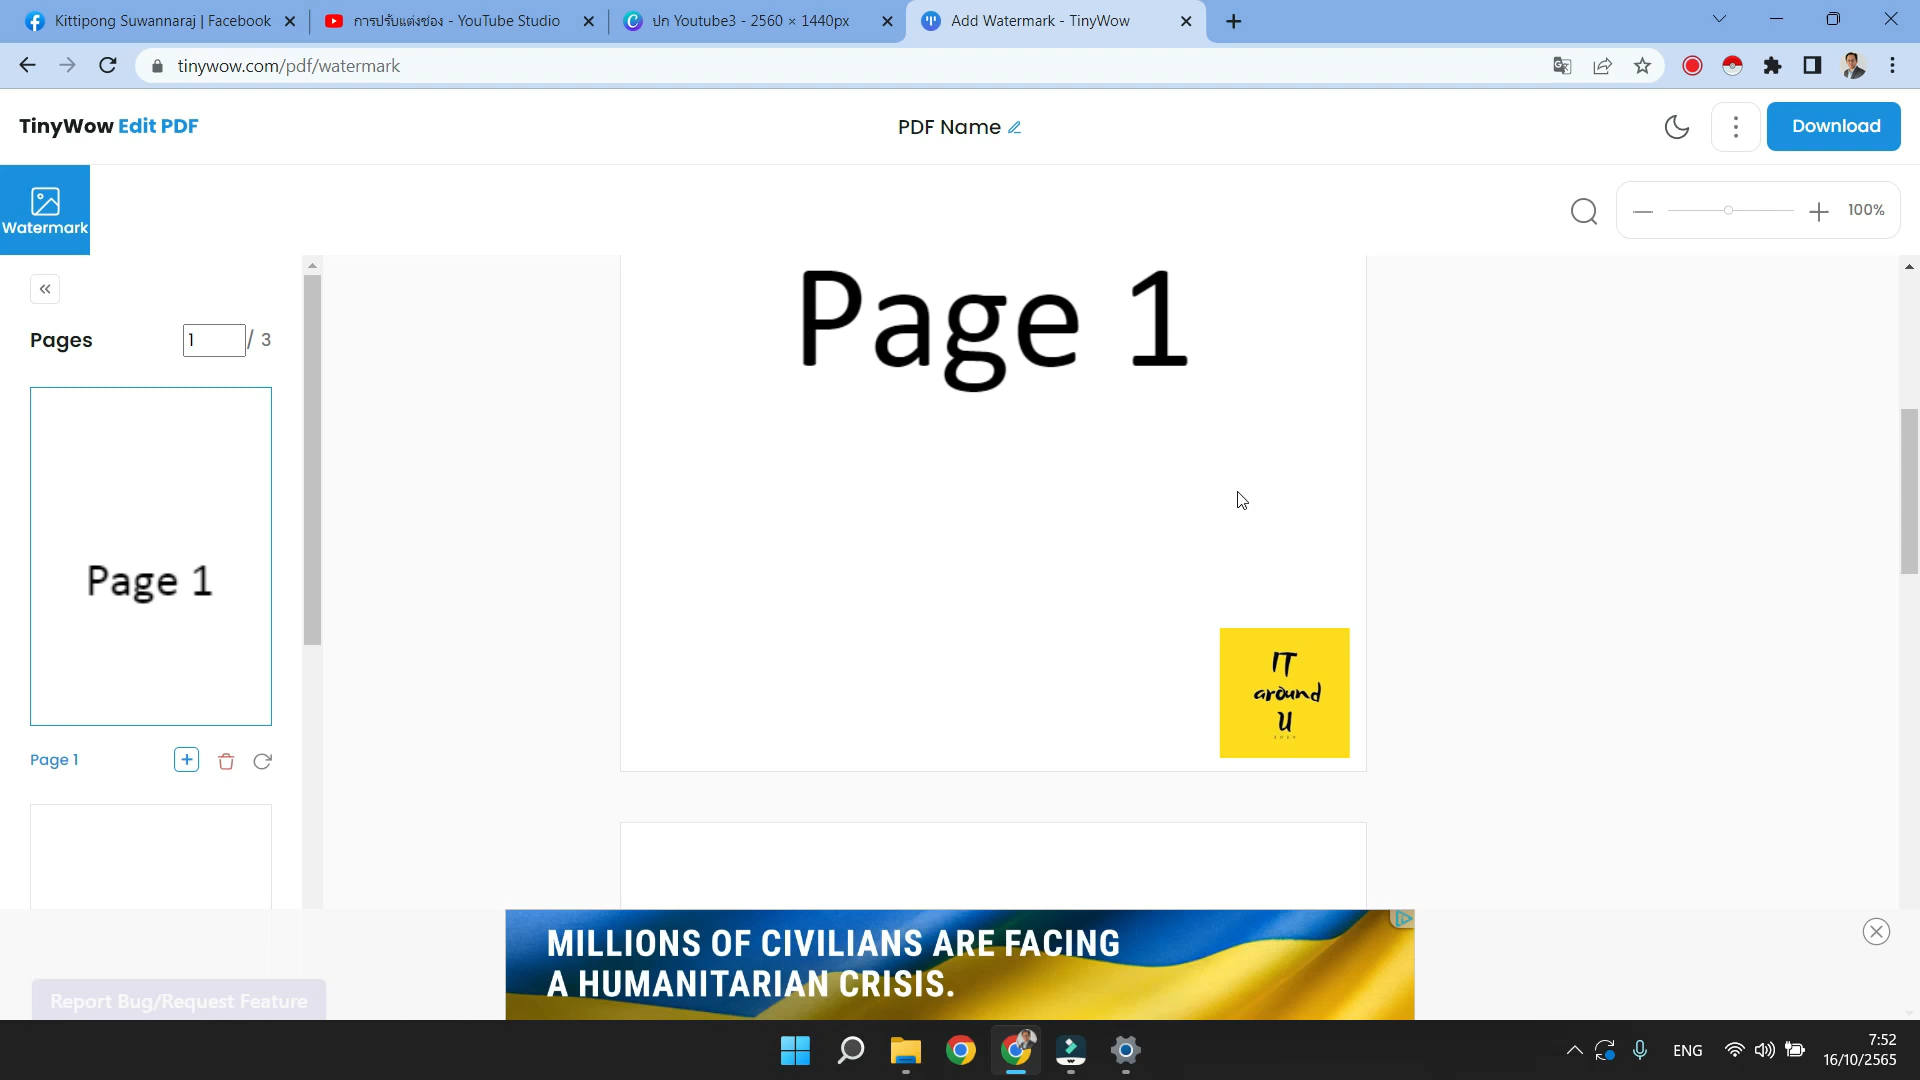 Kittipong Suwannaraj | Facebook
การปรับแต่งช่อง - YouTube Studio
ปก Youtube3 - 2560 × 1440px
Add Watermark - TinyWow
tinywow.com/pdf/watermark
TinyWow Edit PDF
PDF Name
Download
Watermark
100%
Pages
1 / 3
Page 1
Page 1
Page 1
IT
around
U
MILLIONS OF CIVILIANS ARE FACING
A HUMANITARIAN CRISIS.
Report Bug/Request Feature
ENG
7:52
16/10/2565